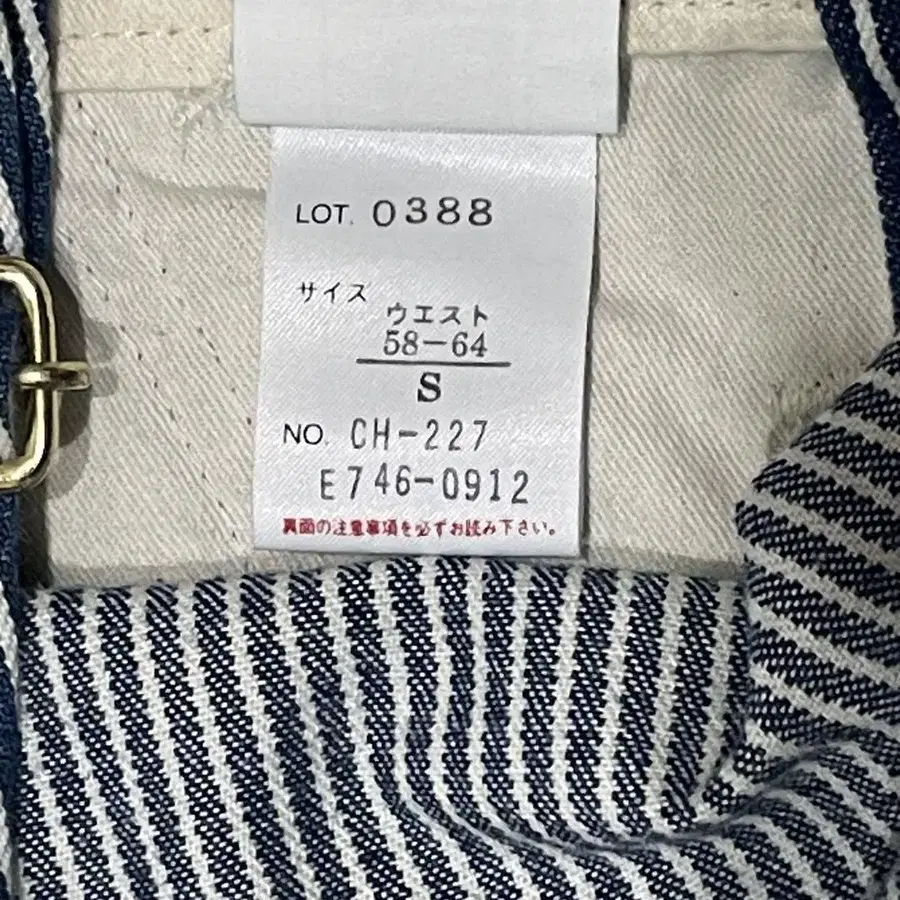 LOT. 0388
サイズ
ウエスト
58-64
S
NO. CH-227
E746-0912
裏面の注意事項を必ずお読み下さい。